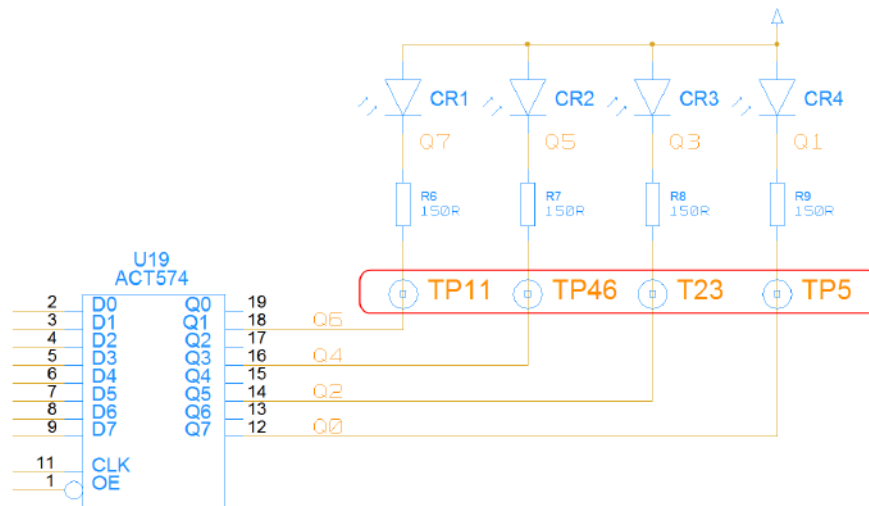 CR1 CR2 CR3 CR4
Q7 Q5 Q3 Q1
R6 R7 R8 R9
150R 150R 150R 150R
U19
ACT574
TP11 TP46 T23 TP5
2 D0 Q0 19
3 D1 Q1 18 Q6
4 D2 Q2 17
5 D3 Q3 16 Q4
6 D4 Q4 15
7 D5 Q5 14 Q2
8 D6 Q6 13
9 D7 Q7 12 Q0
11 CLK
1 OE